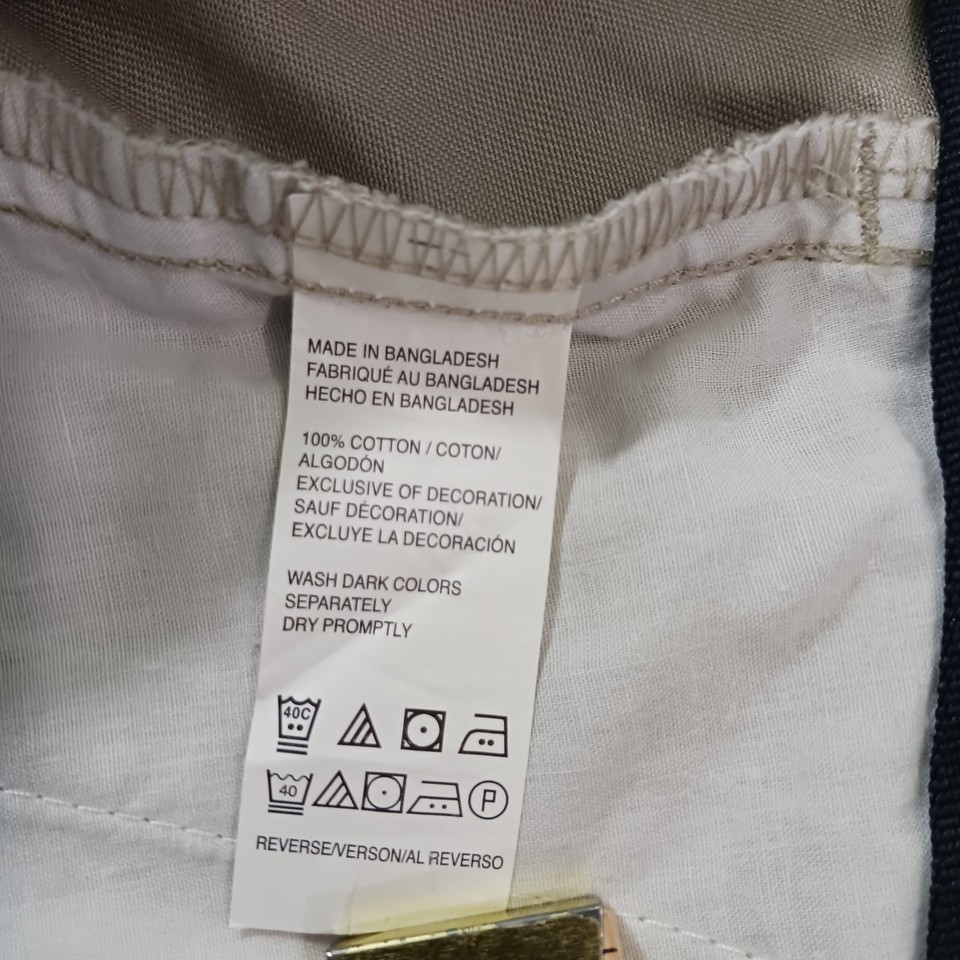 MADE IN BANGLADESH
FABRIQUÉ AU BANGLADESH
HECHO EN BANGLADESH
100% COTTON / COTON/
ALGODÓN
EXCLUSIVE OF DECORATION/
SAUF DÉCORATION/
EXCLUYE LA DECORACIÓN
WASH DARK COLORS
SEPARATELY
DRY PROMPTLY
40C
40 P
REVERSE/VERSON/AL REVERSO